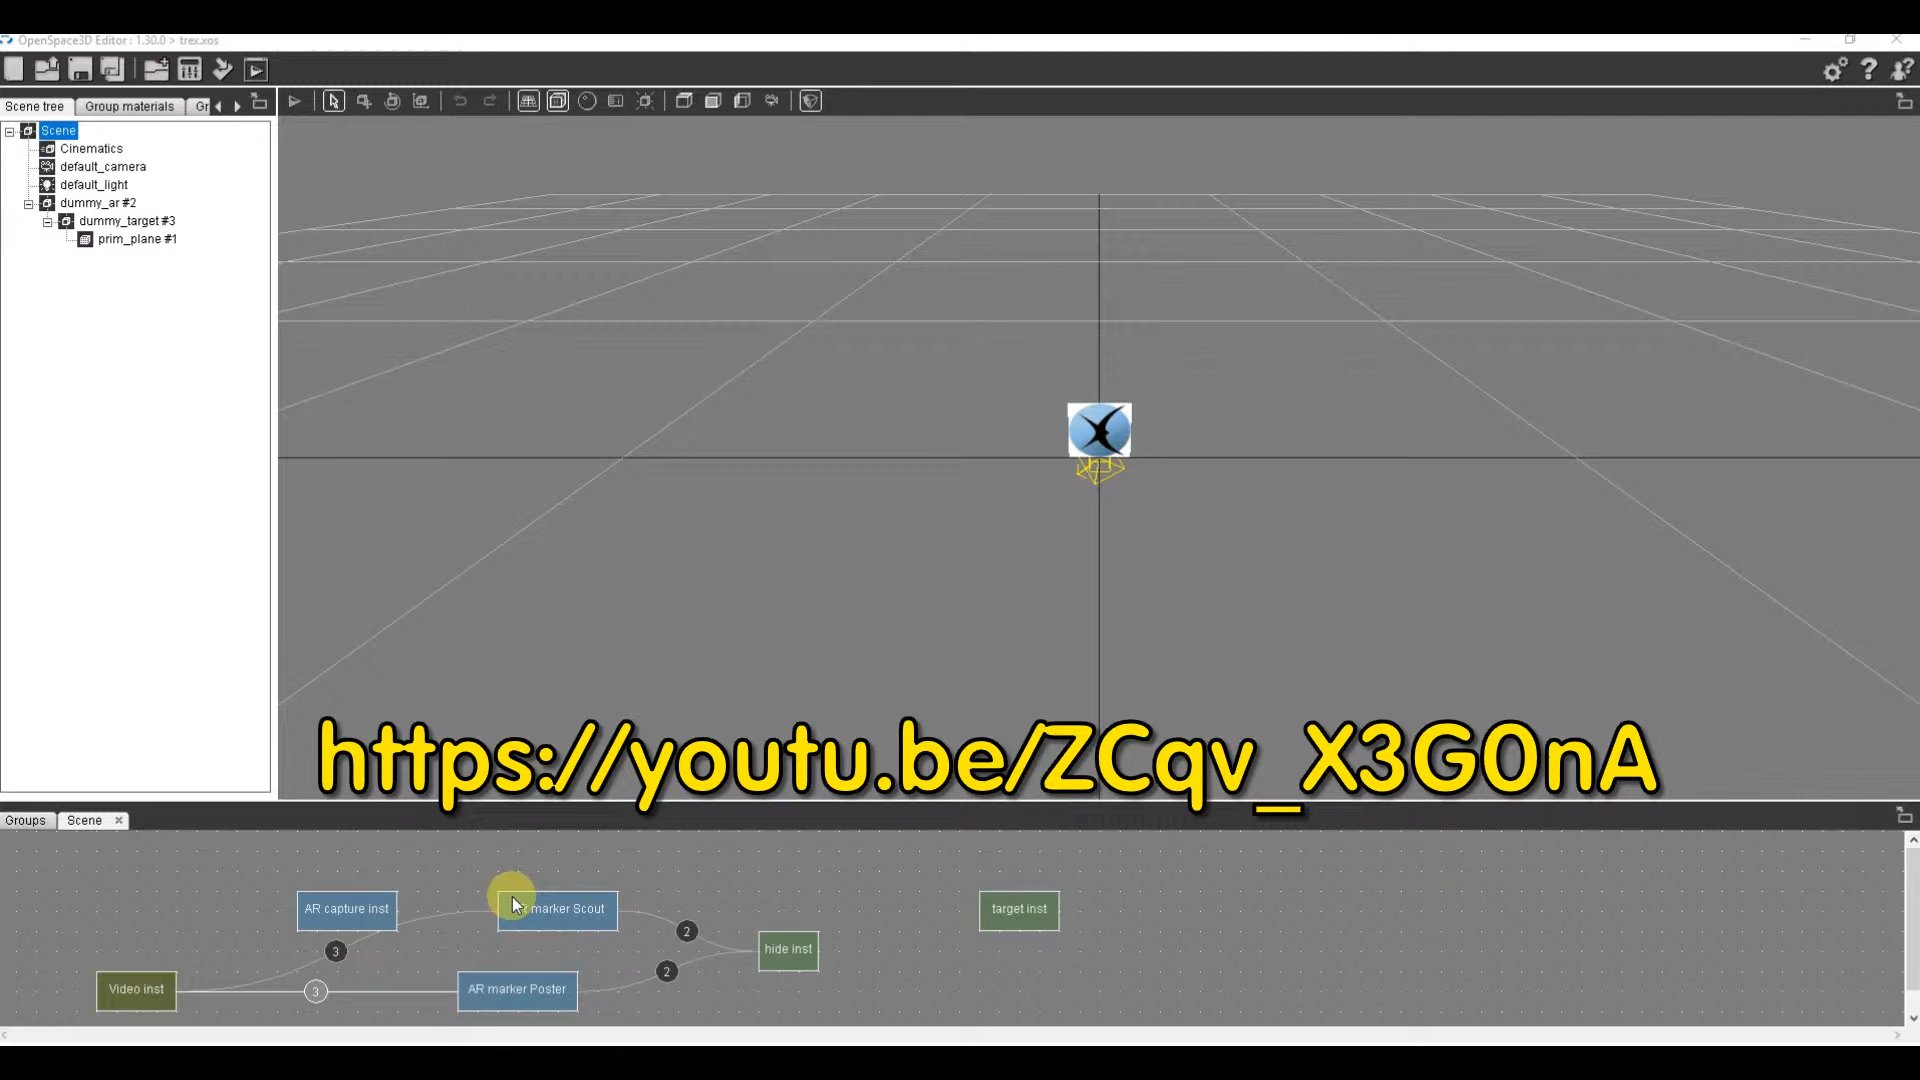 OpenSpace3D Editor : 1.30.0 > trex.xos
Scene tree
Group materials
Gr
Scene
Cinematics
default_camera
default_light
dummy_ar #2
dummy_target #3
prim_plane #1
https://youtu.be/ZCqv_X3G0nA
Groups
Scene
AR capture inst
marker Scout
target inst
3
2
hide inst
2
Video inst
3
AR marker Poster